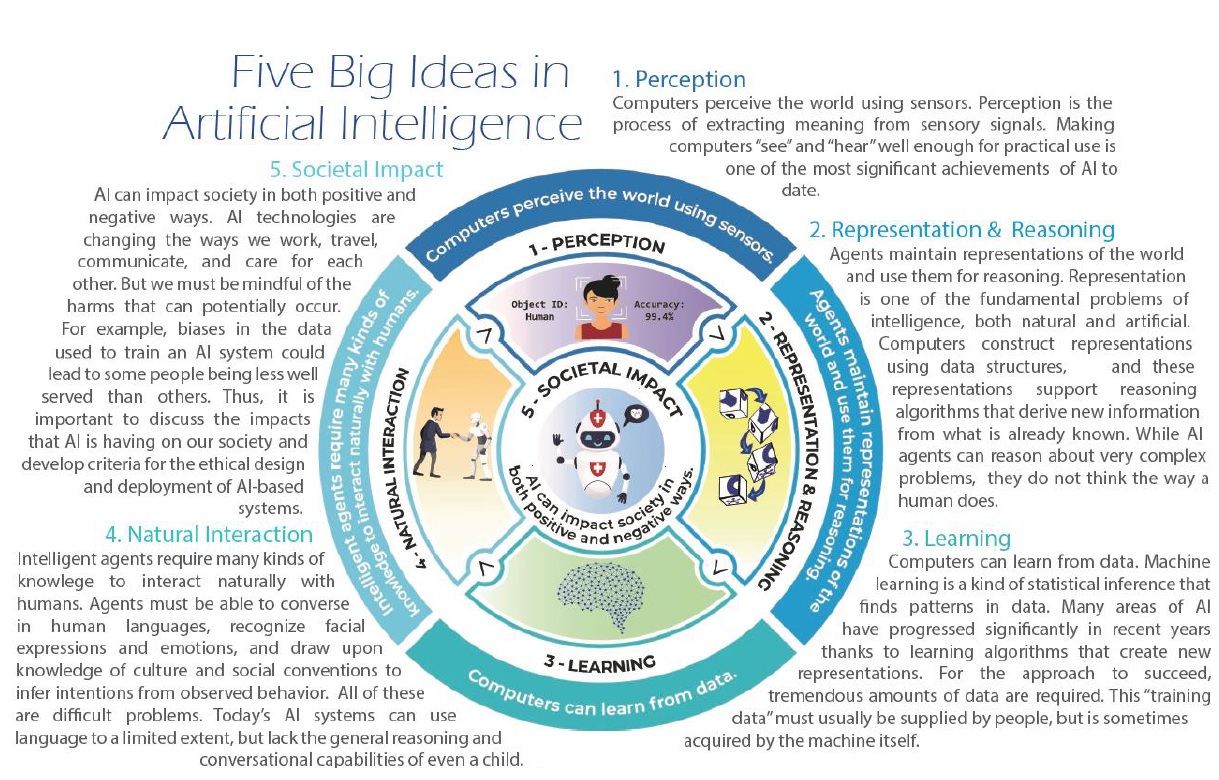 Five Big Ideas in
Artificial Intelligence
1. Perception
Computers perceive the world using sensors. Perception is the
process of extracting meaning from sensory signals. Making
computers “see” and “hear” well enough for practical use is
one of the most significant achievements of AI to
date.
2. Representation & Reasoning
Agents maintain representations of the world
and use them for reasoning. Representation
is one of the fundamental problems of
intelligence, both natural and artificial.
Computers construct representations
using data structures, and these
representations support reasoning
algorithms that derive new information
from what is already known. While AI
agents can reason about very complex
problems, they do not think the way a
human does.
3. Learning
Computers can learn from data. Machine
learning is a kind of statistical inference that
finds patterns in data. Many areas of AI
have progressed significantly in recent years
thanks to learning algorithms that create new
representations. For the approach to succeed,
tremendous amounts of data are required. This “training
data” must usually be supplied by people, but is sometimes
acquired by the machine itself.
4. Natural Interaction
Intelligent agents require many kinds of
knowlege to interact naturally with
humans. Agents must be able to converse
in human languages, recognize facial
expressions and emotions, and draw upon
knowledge of culture and social conventions to
infer intentions from observed behavior. All of these
are difficult problems. Today’s AI systems can use
language to a limited extent, but lack the general reasoning and
conversational capabilities of even a child.
5. Societal Impact
AI can impact society in both positive and
negative ways. AI technologies are
changing the ways we work, travel,
communicate, and care for each
other. But we must be mindful of the
harms that can potentially occur.
For example, biases in the data
used to train an AI system could
lead to some people being less well
served than others. Thus, it is
important to discuss the impacts
that AI is having on our society and
develop criteria for the ethical design
and deployment of AI-based
systems.
Computers perceive the world using sensors.
1 - PERCEPTION
Object ID:
Human
Accuracy:
99.4%
Agents maintain representations of the
world and use them for reasoning.
2 - REPRESENTATION & REASONING
3 - LEARNING
Computers can learn from data.
Intelligent agents require many kinds of
knowledge to interact naturally with humans.
4 - NATURAL INTERACTION
5 - SOCIETAL IMPACT
AI can impact society in
both positive and negative ways.